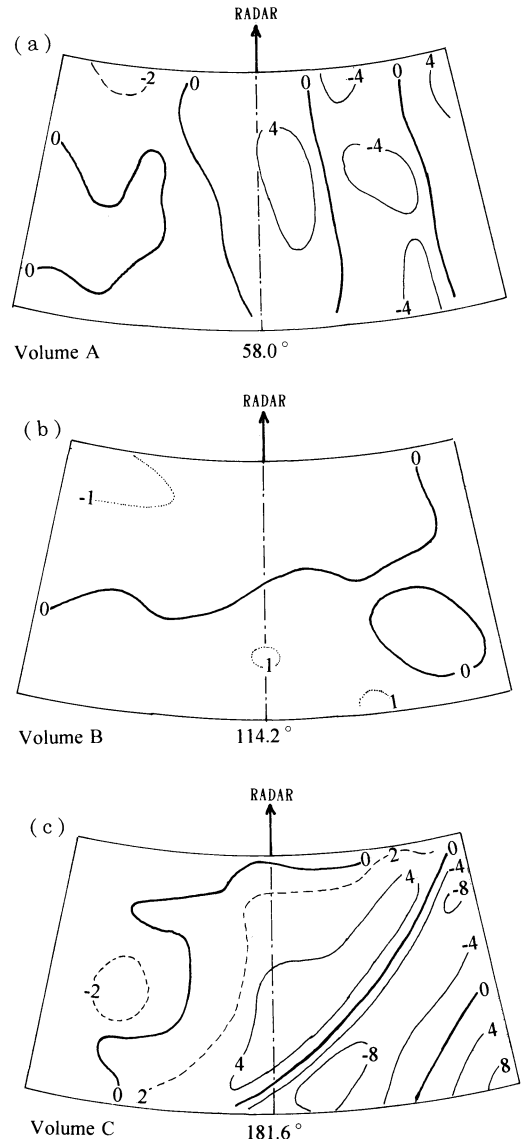 RADAR
(a)
-2 0 0 -4 0 4
0 4 -4
0 -4
Volume A 58.0°
RADAR
(b)
-1 0
0
1 0
1
Volume B 114.2°
RADAR
(c)
0 2 0
4 -4
-8
-2 -4
0
4 -8 4
0 2 8
Volume C 181.6°